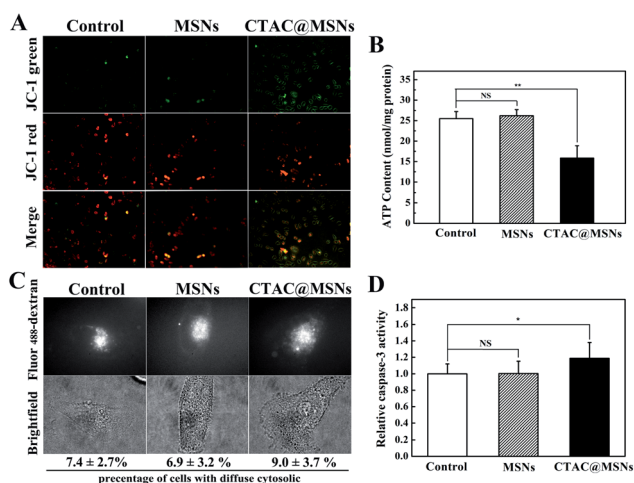 A
Control MSNs CTAC@MSNs
JC-1 green
JC-1 red
Merge
B
ATP Content (nmol/mg protein)
35
30
25
20
15
10
5
0
NS
**
Control MSNs CTAC@MSNs
C
Control MSNs CTAC@MSNs
Fluor 488-dextran
Brightfield
7.4 ± 2.7% 6.9 ± 3.2 % 9.0 ± 3.7 %
precentage of cells with diffuse cytosolic
D
Relative caspase-3 activity
1.8
1.6
1.4
1.2
1.0
0.8
0.6
0.4
0.2
0.0
NS
*
Control MSNs CTAC@MSNs